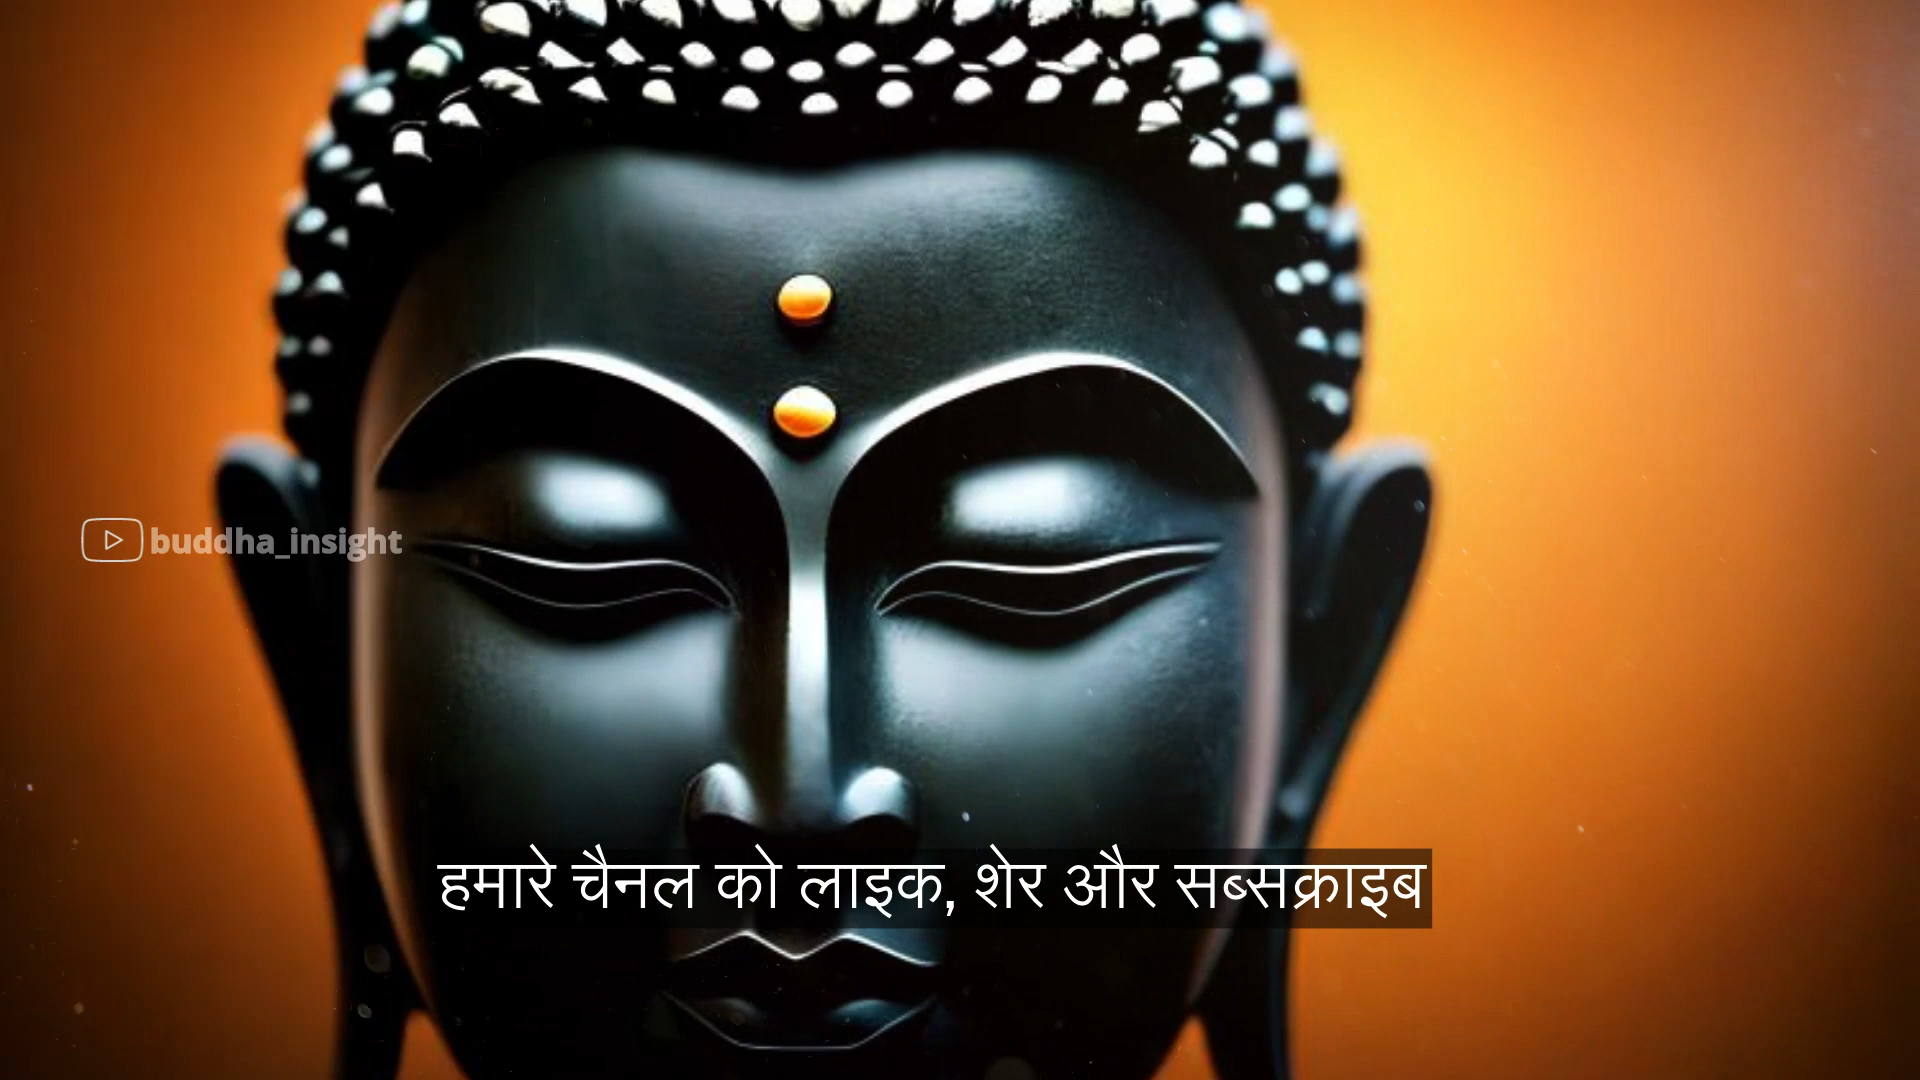 buddha_insight
हमारे चैनल को लाइक, शेर और सब्सक्राइब